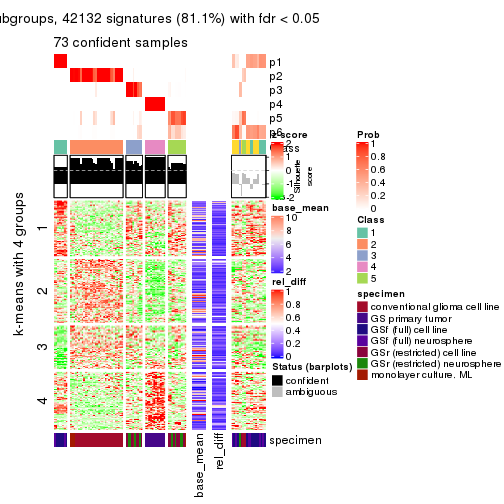 ubgroups, 42132 signatures (81.1%) with fdr < 0.05
73 confident samples
p1
p2
p3
p4
p5
p6
z-score
2
Silhouette
score
Prob
1
0.8
0.6
0.4
0.2
0
base_mean
10
8
6
4
2
Class
1
2
3
4
5
rel_diff
1
0.8
0.6
0.4
0.2
0
specimen
conventional glioma cell line
GS primary tumor
GSf (full) cell line
GSf (full) neurosphere
GSr (restricted) cell line
GSr (restricted) neurosphere
monolayer culture. ML
Status (barplots)
confident
ambiguous
k-means with 4 groups
1
2
3
4
specimen
base_mean
rel_diff